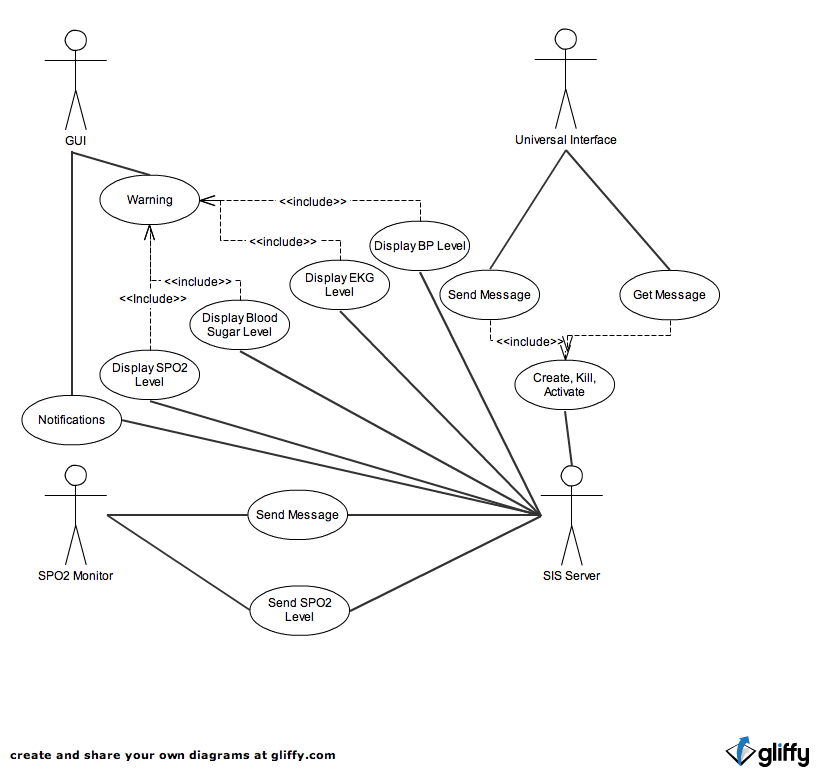 GUI
Universal Interface
Warning
<<include>>
<<include>>
Display BP Level
Display EKG
Level
Send Message
Get Message
<<include>>
<<Include>>
Display Blood
Sugar Level
<<include>>
Display SPO2
Level
Create, Kill,
Activate
Notifications
Send Message
SPO2 Monitor
SIS Server
Send SPO2
Level
create and share your own diagrams at gliffy.com
gliffy